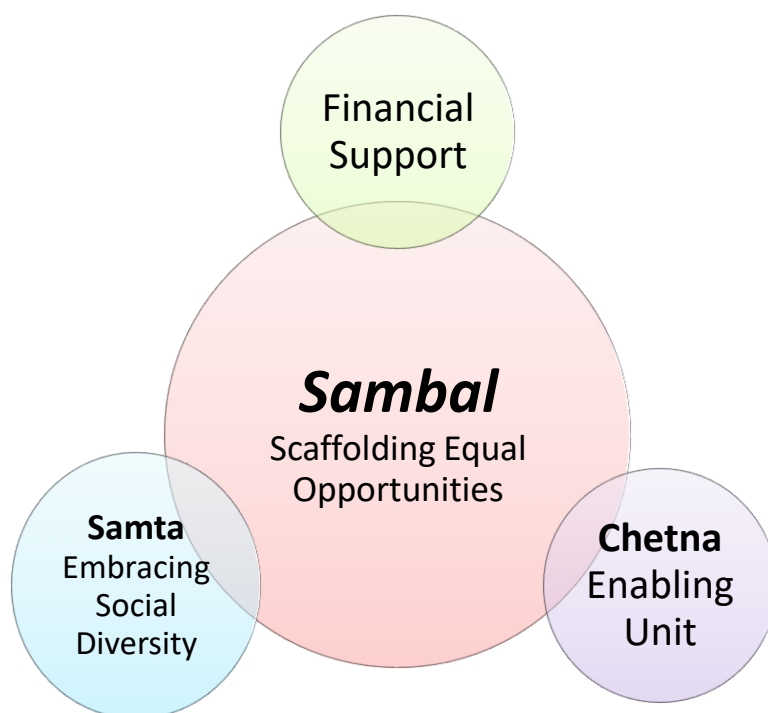 Financial
Support
Sambal
Scaffolding Equal
Opportunities
Samta
Embracing
Social
Diversity
Chetna
Enabling
Unit